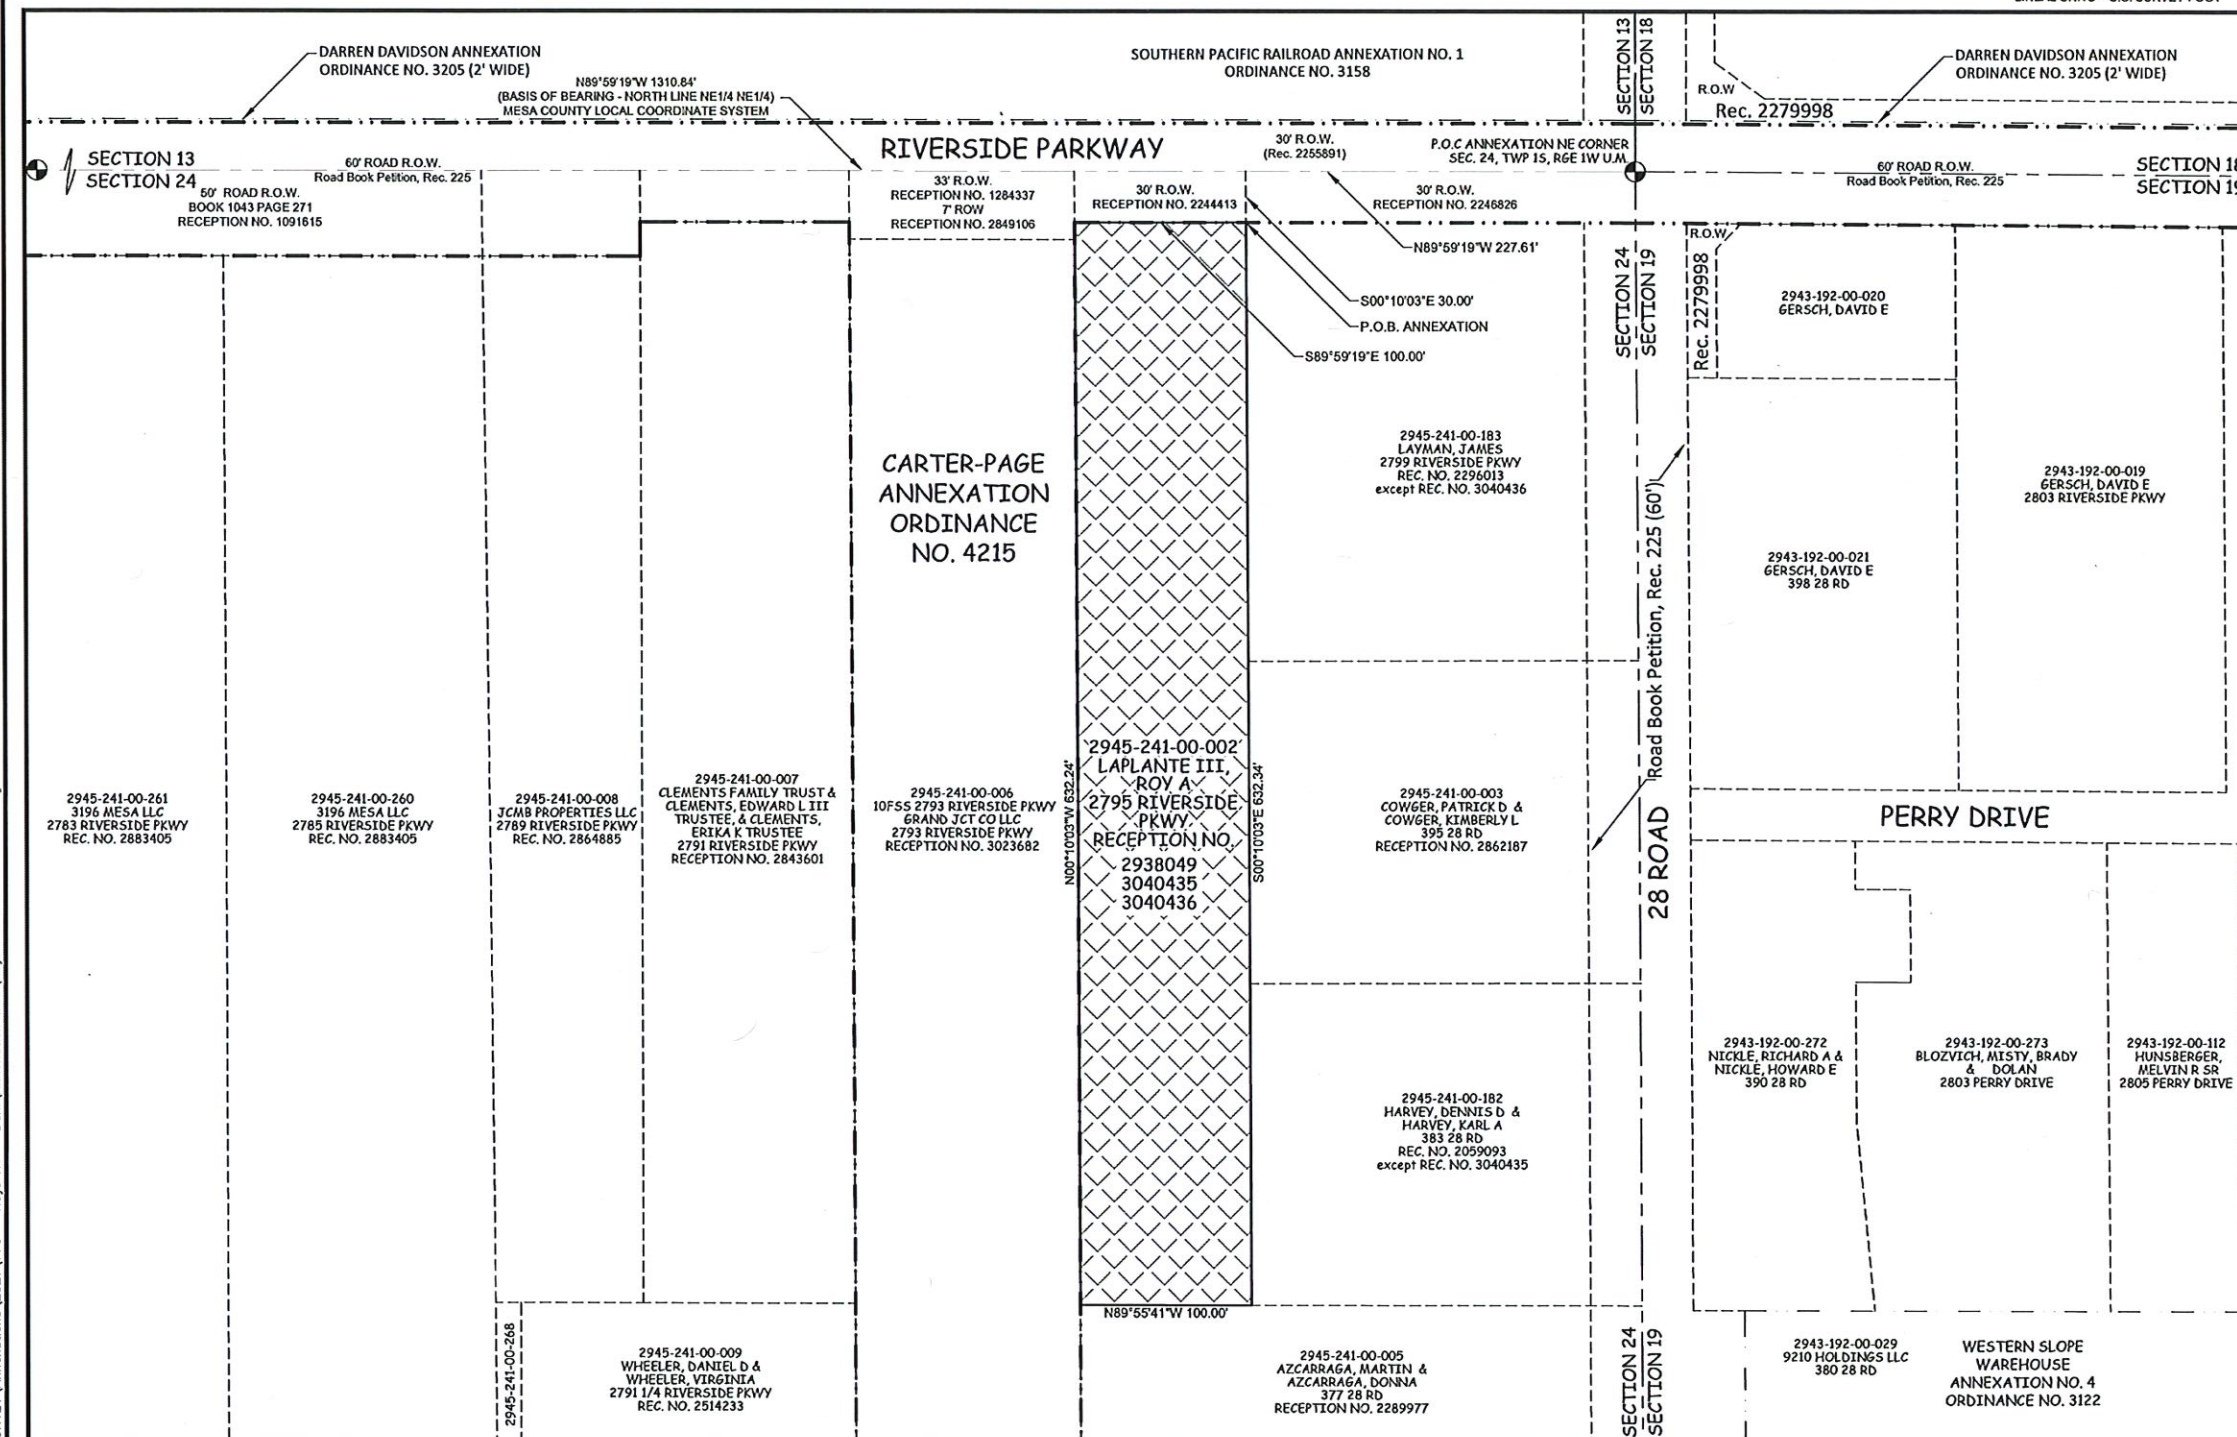 DARREN DAVIDSON ANNEXATION
ORDINANCE NO. 3205 (2' WIDE)
N89°59'19"W 1310.84'
(BASIS OF BEARING - NORTH LINE NE1/4 NE1/4)
MESA COUNTY LOCAL COORDINATE SYSTEM
SOUTHERN PACIFIC RAILROAD ANNEXATION NO. 1
ORDINANCE NO. 3158
SECTION 13
SECTION 18
DARREN DAVIDSON ANNEXATION
ORDINANCE NO. 3205 (2' WIDE)
R.O.W
Rec. 2279998
SECTION 13
SECTION 24
60' ROAD R.O.W.
Road Book Petition, Rec. 225
60' ROAD R.O.W.
BOOK 1043 PAGE 271
RECEPTION NO. 1091615
RIVERSIDE PARKWAY
33' R.O.W.
RECEPTION NO. 1284337
7' ROW
RECEPTION NO. 2849106
30' R.O.W.
RECEPTION NO. 2244413
30' R.O.W.
(Rec. 2255891)
30' R.O.W.
RECEPTION NO. 2246826
P.O.C ANNEXATION NE CORNER
SEC. 24, TWP 1S, RGE 1W U.M.
60' ROAD R.O.W.
Road Book Petition, Rec. 225
SECTION 18
SECTION 19
N89°59'19"W 227.61'
S00°10'03"E 30.00'
P.O.B. ANNEXATION
S89°59'19"E 100.00'
SECTION 24
SECTION 19
R.O.W
Rec. 2279998
2943-192-00-020
GERSCH, DAVID E
CARTER-PAGE
ANNEXATION
ORDINANCE
NO. 4215
2945-241-00-183
LAYMAN, JAMES
2799 RIVERSIDE PKWY
REC. NO. 2296013
except REC. NO. 3040436
Road Book Petition, Rec. 225 (60')
2943-192-00-021
GERSCH, DAVID E
398 28 RD
2943-192-00-019
GERSCH, DAVID E
2803 RIVERSIDE PKWY
2945-241-00-261
3196 MESA LLC
2783 RIVERSIDE PKWY
REC. NO. 2883405
2945-241-00-260
3196 MESA LLC
2785 RIVERSIDE PKWY
REC. NO. 2883405
2945-241-00-008
JCMB PROPERTIES LLC
2789 RIVERSIDE PKWY
REC. NO. 2864885
2945-241-00-007
CLEMENTS FAMILY TRUST &
CLEMENTS, EDWARD L III
TRUSTEE, & CLEMENTS,
ERIKA K TRUSTEE
2791 RIVERSIDE PKWY
RECEPTION NO. 2843601
2945-241-00-006
10FSS 2793 RIVERSIDE PKWY
GRAND JCT CO LLC
2793 RIVERSIDE PKWY
RECEPTION NO. 3023682
N00°10'03"W 632.24'
2945-241-00-002
LAPLANTE III,
ROY A
2795 RIVERSIDE
PKWY
RECEPTION NO.
2938049
3040435
3040436
S00°10'03"E 632.34'
2945-241-00-003
COWGER, PATRICK D &
COWGER, KIMBERLY L
395 28 RD
RECEPTION NO. 2862187
28 ROAD
PERRY DRIVE
2945-241-00-182
HARVEY, DENNIS D &
HARVEY, KARL A
383 28 RD
REC. NO. 2059093
except REC. NO. 3040435
2943-192-00-272
NICKLE, RICHARD A &
NICKLE, HOWARD E
390 28 RD
2943-192-00-273
BLOZVICH, MISTY, BRADY
& DOLAN
2803 PERRY DRIVE
2943-192-00-112
HUNSBERGER,
MELVIN R SR
2805 PERRY DRIVE
N89°55'41"W 100.00'
2945-241-00-268
2945-241-00-009
WHEELER, DANIEL D &
WHEELER, VIRGINIA
2791 1/4 RIVERSIDE PKWY
REC. NO. 2514233
2945-241-00-005
AZCARRAGA, MARTIN &
AZCARRAGA, DONNA
377 28 RD
RECEPTION NO. 2289977
SECTION 24
SECTION 19
2943-192-00-029
9210 HOLDINGS LLC
380 28 RD
WESTERN SLOPE
WAREHOUSE
ANNEXATION NO. 4
ORDINANCE NO. 3122